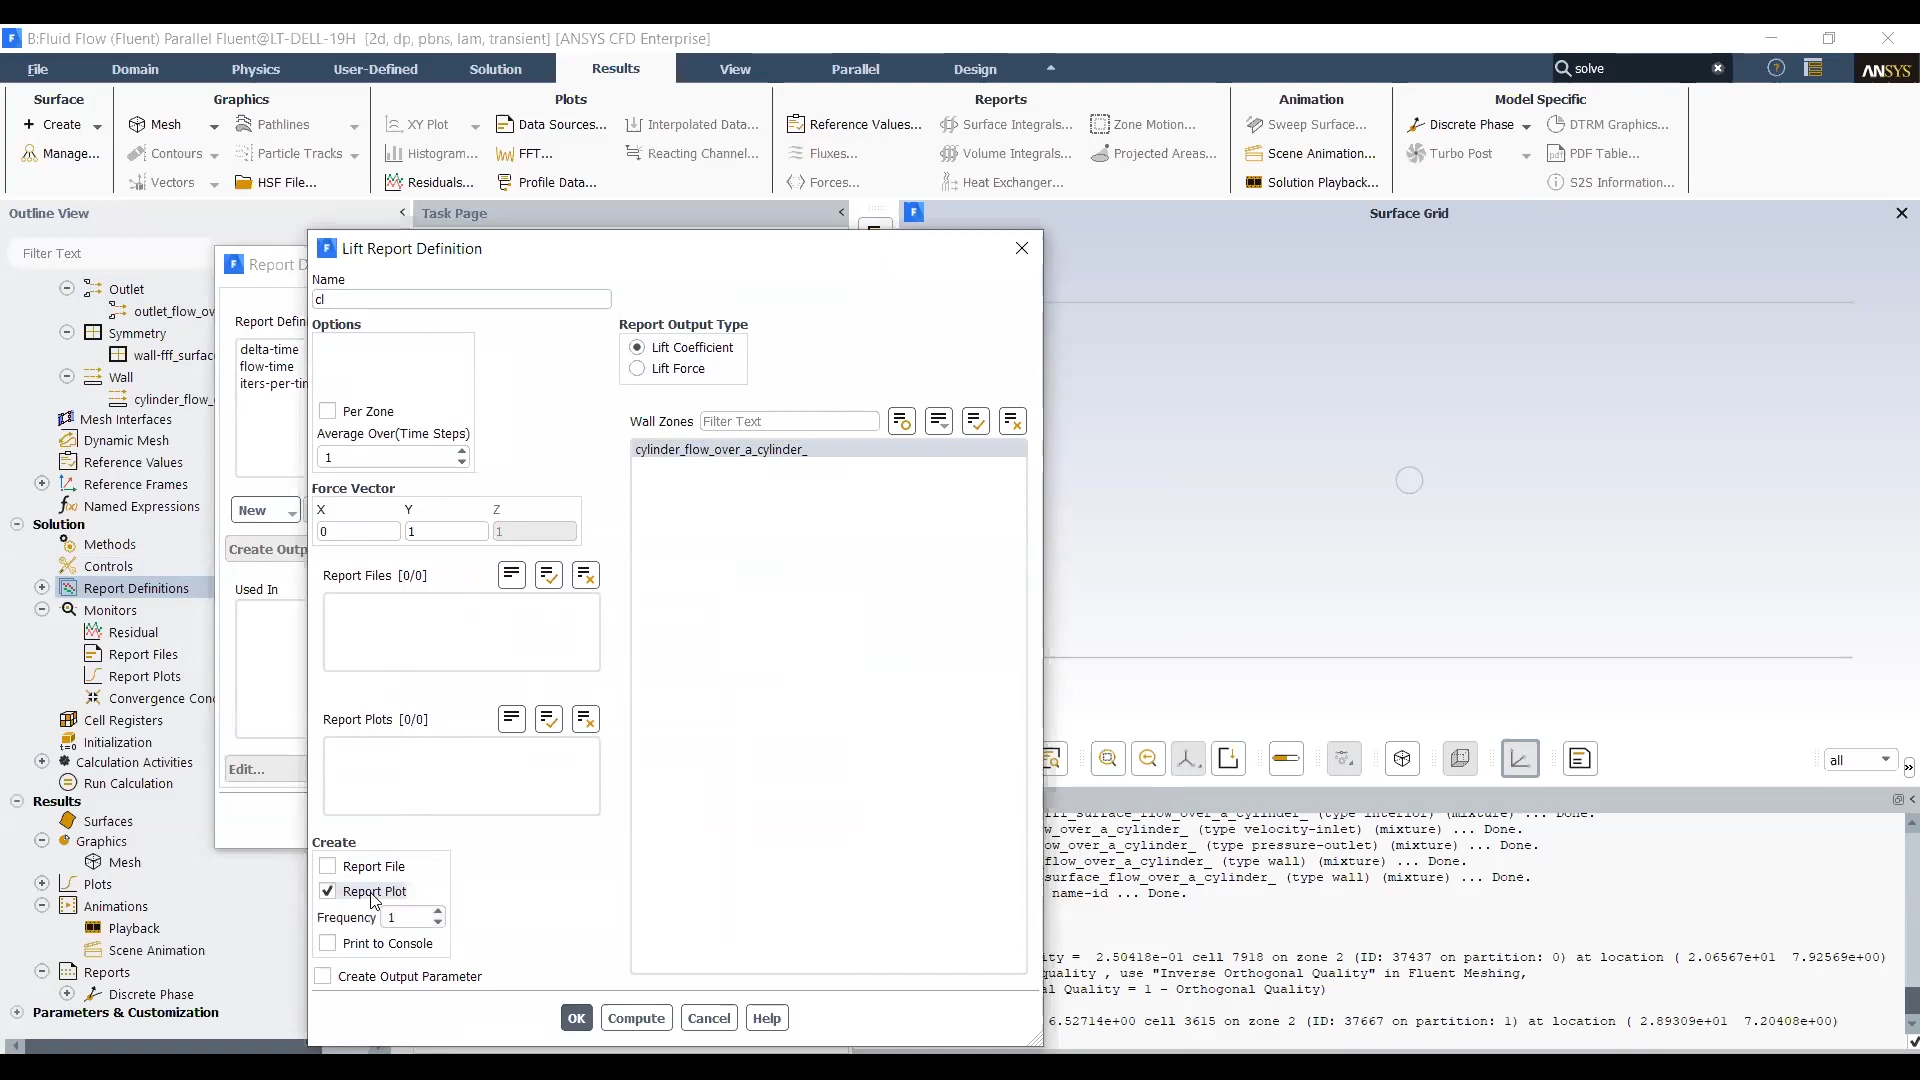 B:Fluid Flow (Fluent) Parallel Fluent@LT-DELL-19H [2d, dp, pbns, lam, transient] [ANSYS CFD Enterprise]
File Domain Physics User-Defined Solution Results View Parallel Design solve ANSYS
Surface Graphics Plots Reports Animation Model Specific
Create Mesh Pathlines XY Plot Data Sources... Interpolated Data... Reference Values... Surface Integrals... Zone Motion... Sweep Surface... Discrete Phase DTRM Graphics...
Manage... Contours Particle Tracks Histogram... FFT... Reacting Channel... Fluxes... Volume Integrals... Projected Areas... Scene Animation... Turbo Post PDF Table...
Vectors HSF File... Residuals... Profile Data... Forces... Heat Exchanger... Solution Playback... S2S Information...
Outline View
Task Page
Surface Grid
Filter Text
Outlet
outlet_flow_ov
Symmetry
wall-fff_surfac
Wall
cylinder_flow_
Mesh Interfaces
Dynamic Mesh
Reference Values
Reference Frames
Named Expressions
Solution
Methods
Controls
Report Definitions
Monitors
Residual
Report Files
Report Plots
Convergence Con
Cell Registers
Initialization
Calculation Activities
Run Calculation
Results
Surfaces
Graphics
Mesh
Plots
Animations
Playback
Scene Animation
Reports
Discrete Phase
Parameters & Customization
Report D
Report Defin
delta-time
flow-time
iters-per-tin
New
Create Outp
Used In
Edit...
Lift Report Definition
Name
cl
Options
Per Zone
Average Over(Time Steps)
1
Force Vector
X Y Z
0 1 1
Report Files [0/0]
Report Plots [0/0]
Create
Report File
Report Plot
Frequency 1
Print to Console
Create Output Parameter
Report Output Type
Lift Coefficient
Lift Force
Wall Zones Filter Text
cylinder_flow_over_a_cylinder_
OK Compute Cancel Help
all
w_over_a_cylinder_ (type velocity-inlet) (mixture) ... Done.
ow_over_a_cylinder_ (type pressure-outlet) (mixture) ... Done.
flow_over_a_cylinder_ (type wall) (mixture) ... Done.
surface_flow_over_a_cylinder_ (type wall) (mixture) ... Done.
name-id ... Done.
ity = 2.50418e-01 cell 7918 on zone 2 (ID: 37437 on partition: 0) at location ( 2.06567e+01 7.92569e+00)
quality , use "Inverse Orthogonal Quality" in Fluent Meshing,
al Quality = 1 - Orthogonal Quality)
6.52714e+00 cell 3615 on zone 2 (ID: 37667 on partition: 1) at location ( 2.89309e+01 7.20408e+00)